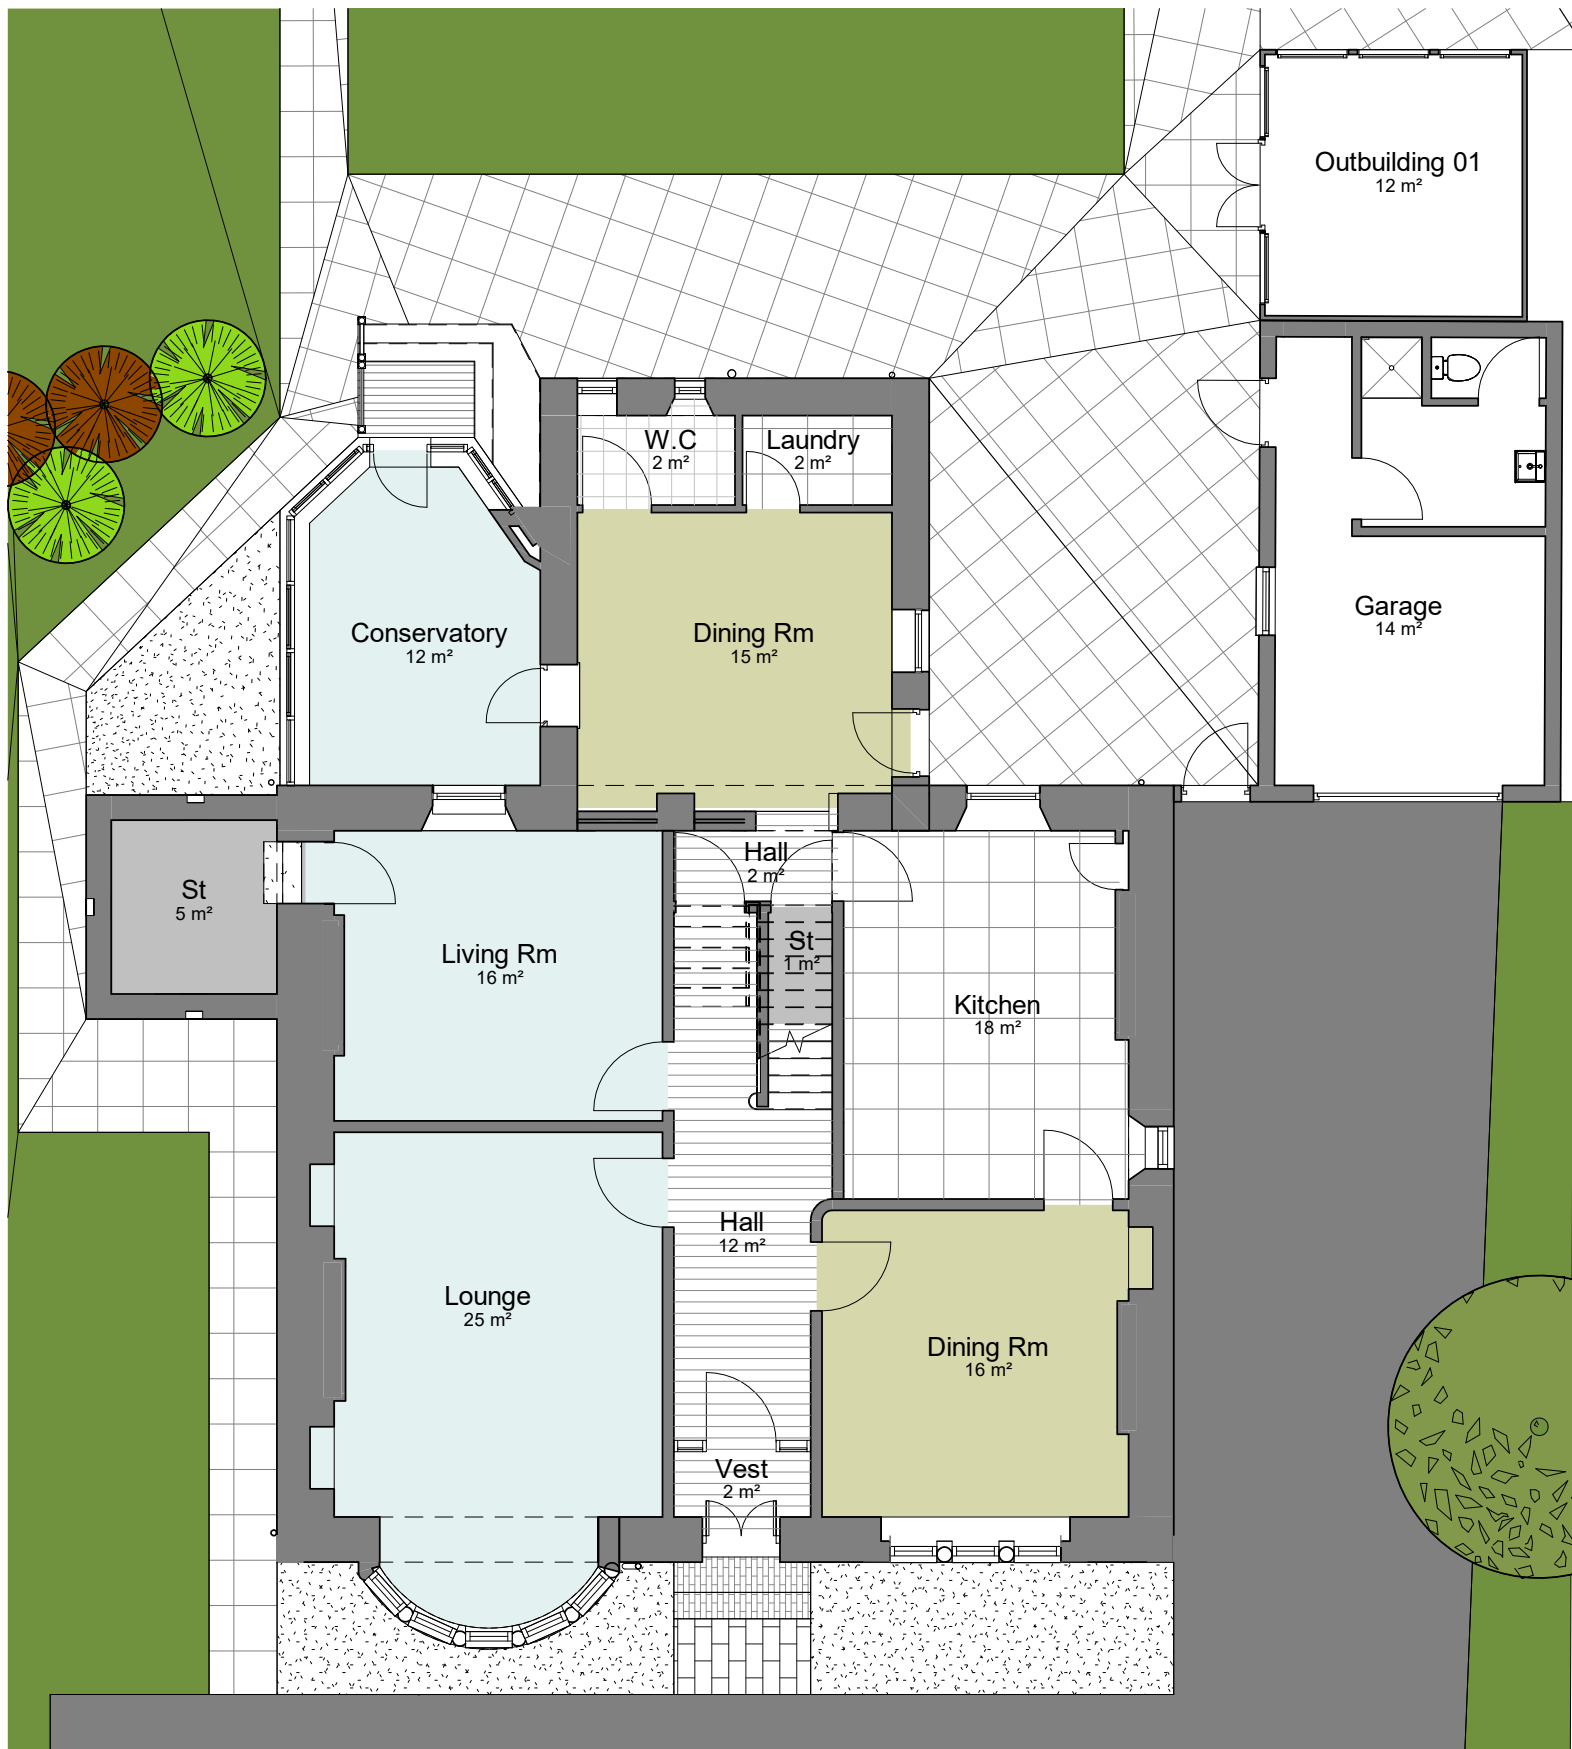 Outbuilding 01
12 m²
W.C
2 m²
Laundry
2 m²
Conservatory
12 m²
Dining Rm
15 m²
Garage
14 m²
Hall
2 m²
St
5 m²
Living Rm
16 m²
St
1 m²
Kitchen
18 m²
Hall
12 m²
Lounge
25 m²
Dining Rm
16 m²
Vest
2 m²